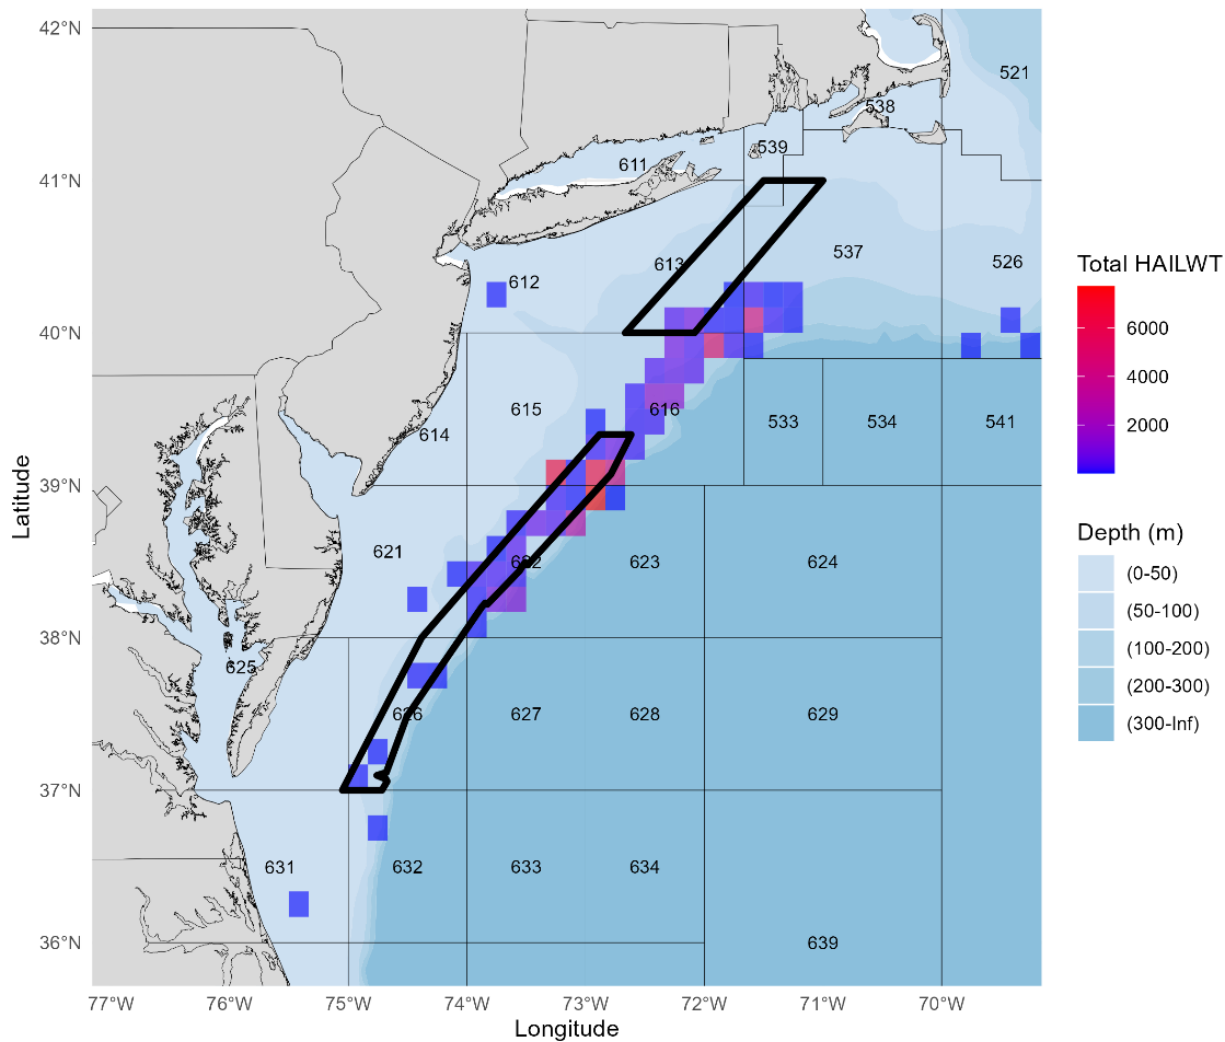 42°N
41°N
40°N
39°N
38°N
37°N
36°N
Latitude
77°W 76°W 75°W 74°W 73°W 72°W 71°W 70°W
Longitude
521
538
539
611
537
613
526
612
615
616
614
533 534 541
621
622
623
624
625
626
627
628
629
631
632
633
634
639
Total HAILWT
6000
4000
2000
Depth (m)
(0-50)
(50-100)
(100-200)
(200-300)
(300-Inf)